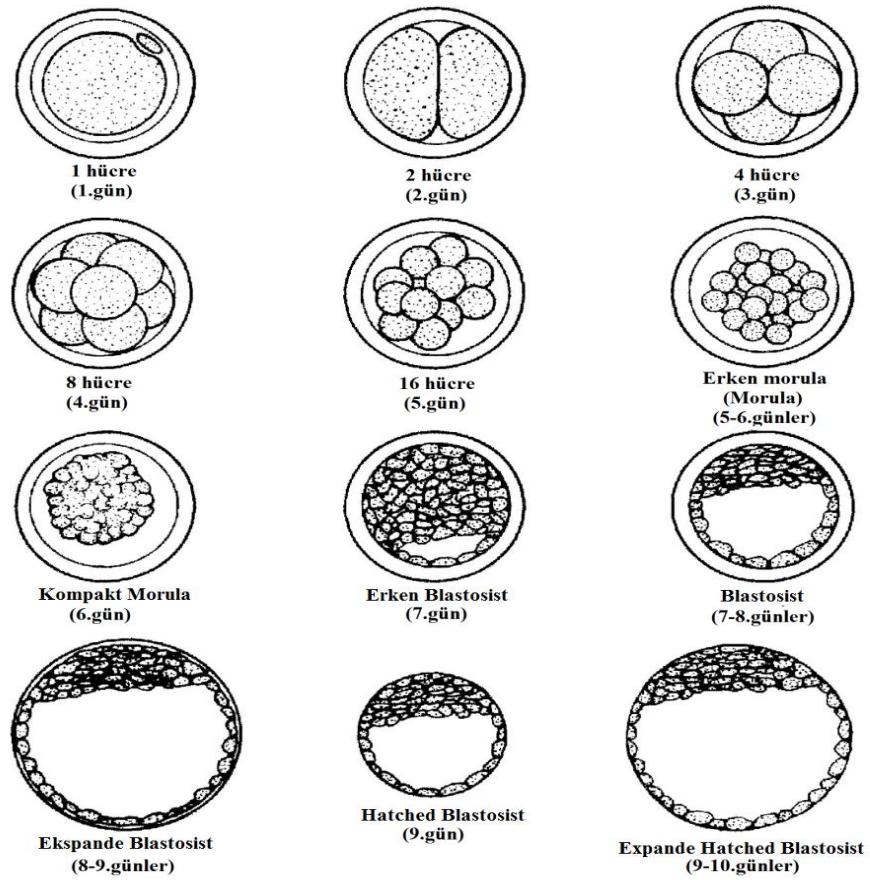 1 hücre
(1.gün)
2 hücre
(2.gün)
4 hücre
(3.gün)
8 hücre
(4.gün)
16 hücre
(5.gün)
Erken morula
(Morula)
(5-6.günler)
Kompakt Morula
(6.gün)
Erken Blastosist
(7.gün)
Blastosist
(7-8.günler)
Ekspande Blastosist
(8-9.günler)
Hatched Blastosist
(9.gün)
Expande Hatched Blastosist
(9-10.günler)